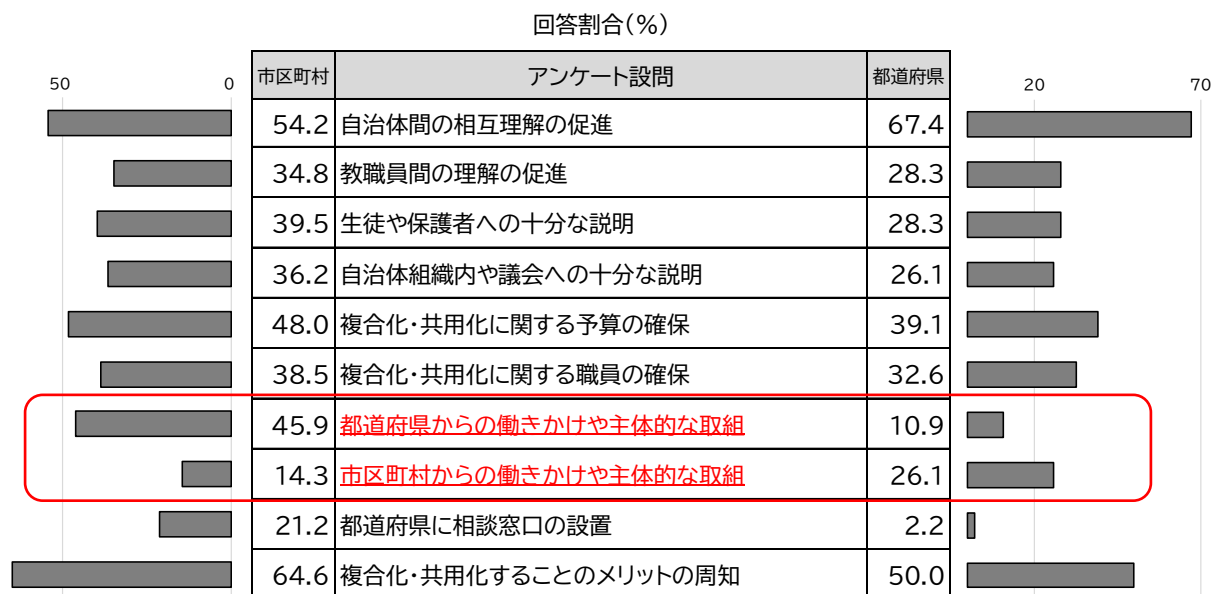 回答割合(%)
50 0 市区町村 アンケート設問 都道府県 20 70
54.2 自治体間の相互理解の促進 67.4
34.8 教職員間の理解の促進 28.3
39.5 生徒や保護者への十分な説明 28.3
36.2 自治体組織内や議会への十分な説明 26.1
48.0 複合化・共用化に関する予算の確保 39.1
38.5 複合化・共用化に関する職員の確保 32.6
45.9 都道府県からの働きかけや主体的な取組 10.9
14.3 市区町村からの働きかけや主体的な取組 26.1
21.2 都道府県に相談窓口の設置 2.2
64.6 複合化・共用化することのメリットの周知 50.0